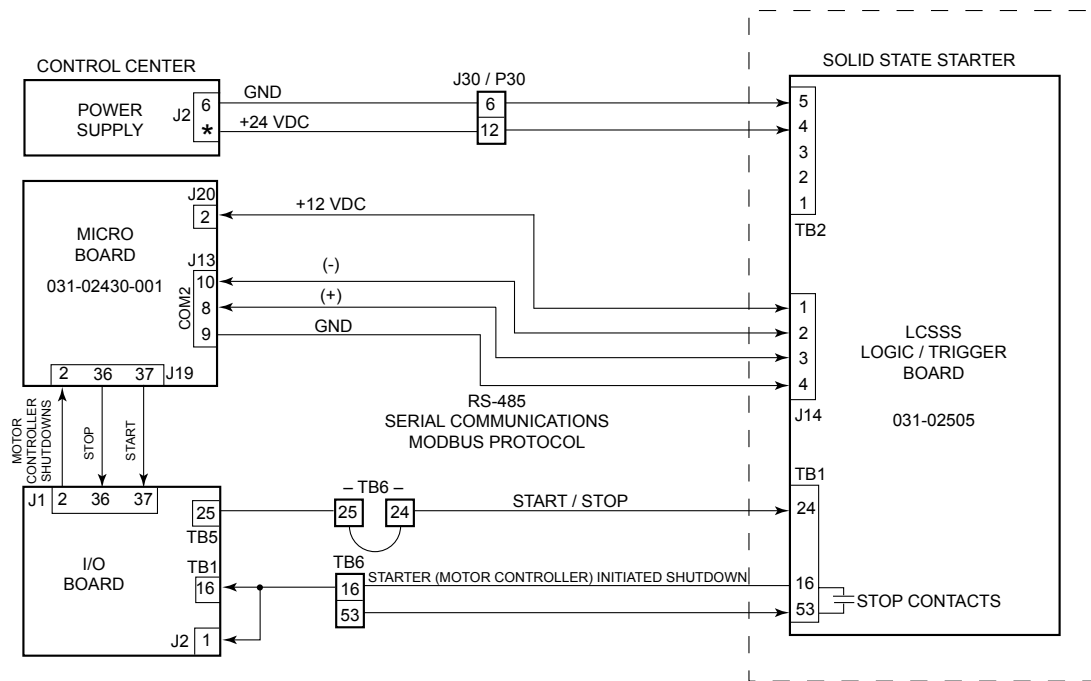 CONTROL CENTER
POWER
SUPPLY
J2
6
*
GND
+24 VDC
J30 / P30
6
12
SOLID STATE STARTER
5
4
3
2
1
TB2
MICRO
BOARD
031-02430-001
J20
2
+12 VDC
J13
COM2
10
8
9
(-)
(+)
GND
2 36 37
J19
RS-485
SERIAL COMMUNICATIONS
MODBUS PROTOCOL
1
2
3
4
J14
LCSSS
LOGIC / TRIGGER
BOARD
031-02505
MOTOR
CONTROLLER
SHUTDOWNS
STOP
START
J1
2 36 37
I/O
BOARD
25
TB5
TB1
16
J2
1
– TB6 –
25
24
START / STOP
TB6
16
53
STARTER (MOTOR CONTROLLER) INITIATED SHUTDOWN
TB1
24
16
53
STOP CONTACTS